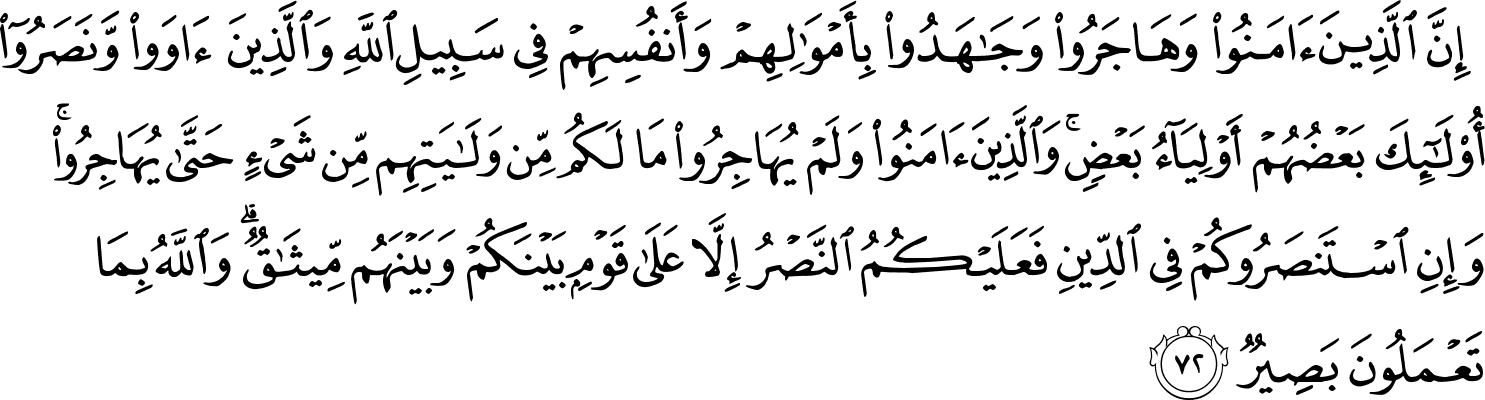 إِنَّ ٱلَّذِينَ ءَامَنُوا۟ وَهَاجَرُوا۟ وَجَـٰهَدُوا۟ بِأَمْوَٰلِهِمْ وَأَنفُسِهِمْ فِى سَبِيلِ ٱللَّهِ وَٱلَّذِينَ ءَاوَوا۟ وَّنَصَرُوٓا۟
أُو۟لَـٰٓئِكَ بَعْضُهُمْ أَوْلِيَآءُ بَعْضٍ ۚ وَٱلَّذِينَ ءَامَنُوا۟ وَلَمْ يُهَاجِرُوا۟ مَا لَكُم مِّن وَلَـٰيَتِهِم مِّن شَىْءٍ حَتَّىٰ يُهَاجِرُوا۟ ۚ
وَإِنِ ٱسْتَنصَرُوكُمْ فِى ٱلدِّينِ فَعَلَيْكُمُ ٱلنَّصْرُ إِلَّا عَلَىٰ قَوْمٍۭ بَيْنَكُمْ وَبَيْنَهُم مِّيثَـٰقٌ ۗ وَٱللَّهُ بِمَا
تَعْمَلُونَ بَصِيرٌ ٧٢